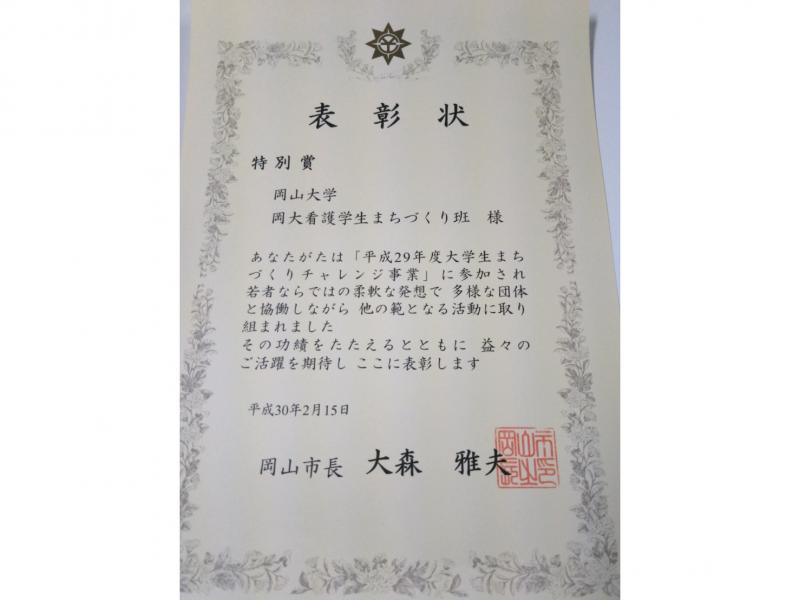 表彰状
特別賞
岡山大学
岡大看護学生まちづくり班 様
あなたがたは「平成29年度大学生まち
づくりチャレンジ事業」に参加され
若者ならではの柔軟な発想で 多様な団体
と協働しながら 他の範となる活動に取り
組まれました
その功績をたたえるとともに 益々の
ご活躍を期待し ここに表彰します
平成30年2月15日
岡山市長 大森 雅夫